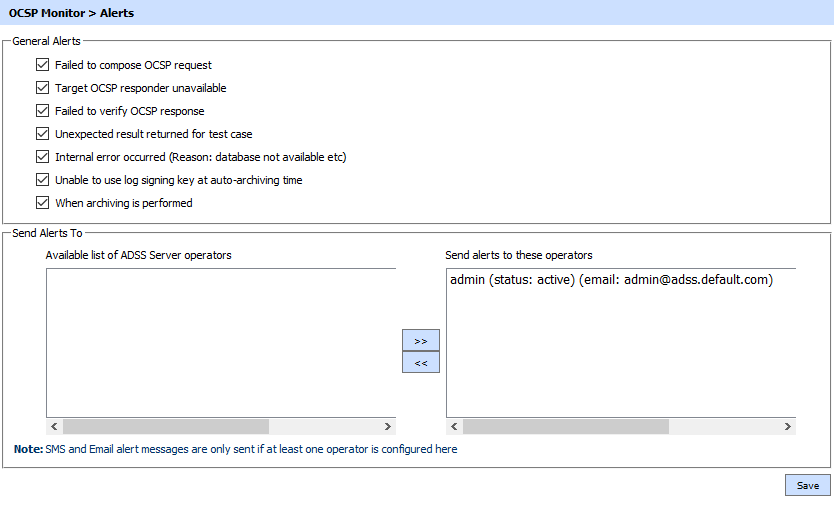 OCSP Monitor > Alerts
General Alerts
Failed to compose OCSP request
Target OCSP responder unavailable
Failed to verify OCSP response
Unexpected result returned for test case
Internal error occurred (Reason: database not available etc)
Unable to use log signing key at auto-archiving time
When archiving is performed
Send Alerts To
Available list of ADSS Server operators
Send alerts to these operators
admin (status: active) (email: admin@adss.default.com)
>>
<<
Note: SMS and Email alert messages are only sent if at least one operator is configured here
Save